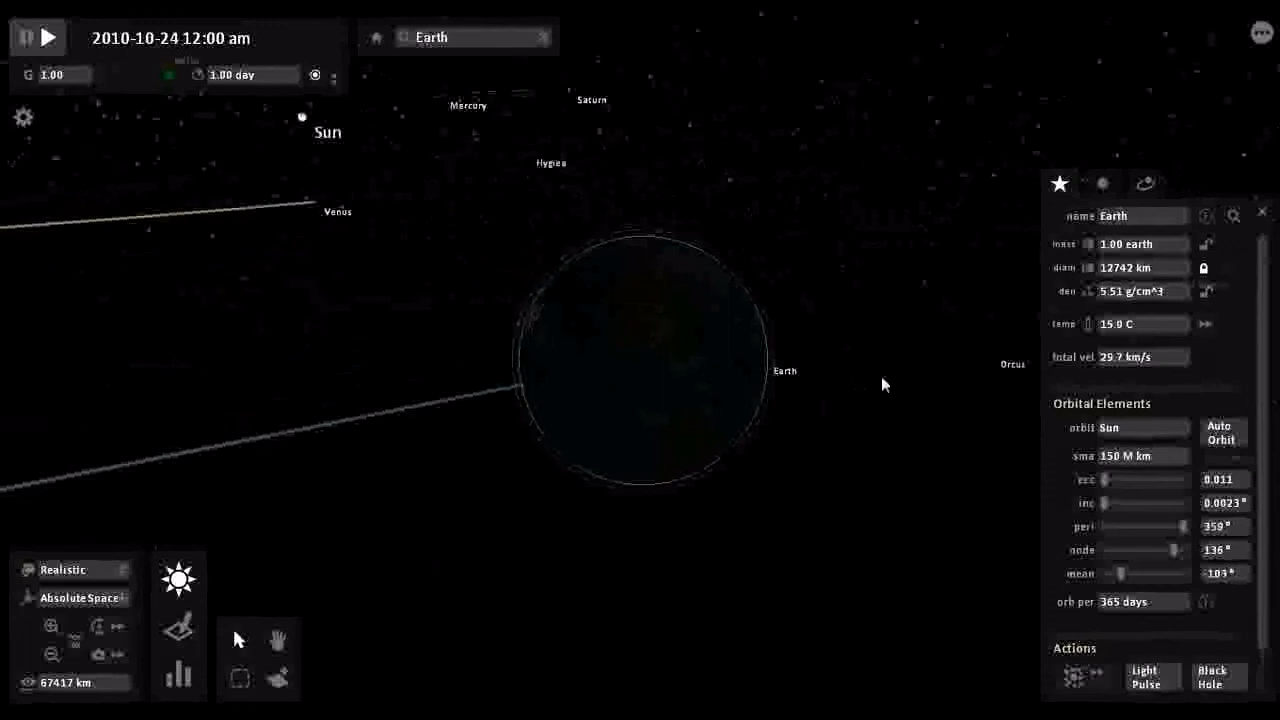 2010-10-24 12:00 am
Earth
G 1.00
1.00 day
Mercury
Saturn
Sun
Hygiea
Venus
Earth
Orcus
name Earth
mass 1.00 earth
diam 12742 km
den 5.51 g/cm^3
temp 15.0 C
total vel 29.7 km/s
Orbital Elements
orbit Sun
Auto Orbit
sma 150 M km
ecc 0.011
inc 0.0023°
peri 359°
node 136°
mean -103°
orb per 365 days
Actions
Light Pulse
Black Hole
Realistic
Absolute Space
67417 km